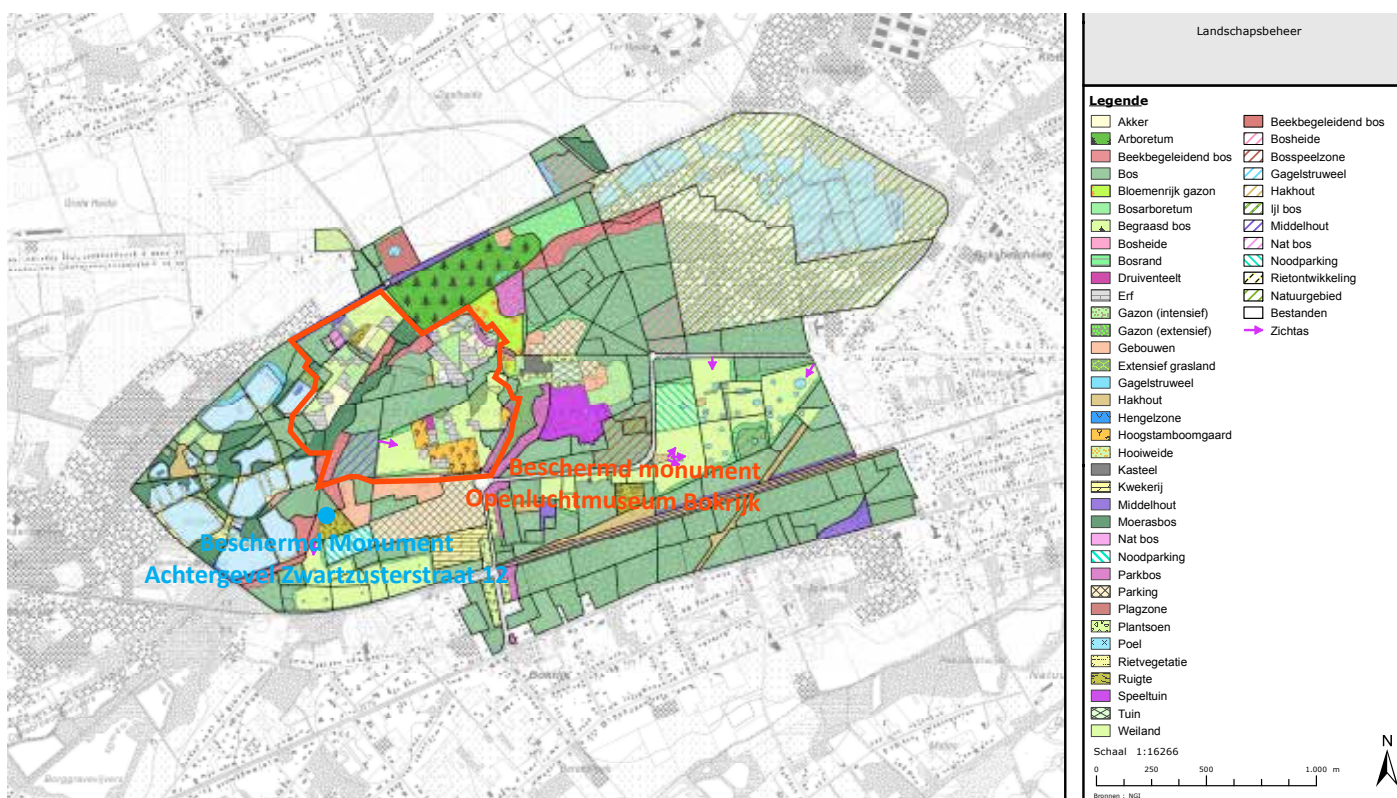 Landschapsbeheer
Legende
Akker
Arboretum
Beekbegeleidend bos
Bos
Bloemenrijk gazon
Bosarboretum
Begraasd bos
Bosheide
Bosrand
Druiventeelt
Erf
Gazon (intensief)
Gazon (extensief)
Gebouwen
Extensief grasland
Gagelstruweel
Hakhout
Hengelzone
Hoogstamboomgaard
Hooiweide
Kasteel
Kwekerij
Middelhout
Moerasbos
Nat bos
Noodparking
Parkbos
Parking
Plagzone
Plantsoen
Poel
Rietvegetatie
Ruigte
Speeltuin
Tuin
Weiland
Beekbegeleidend bos
Bosheide
Bosspeelzone
Gagelstruweel
Hakhout
Ijl bos
Middelhout
Nat bos
Noodparking
Rietontwikkeling
Natuurgebied
Bestanden
Zichtas
Schaal 1:16266
0 250 500 1.000 m
Bronnen : NGI
N
Beschermd monument
Openluchtmuseum Bokrijk
Beschermd Monument
Achtergevel Zwartzusterstraat 12
Bokrijk